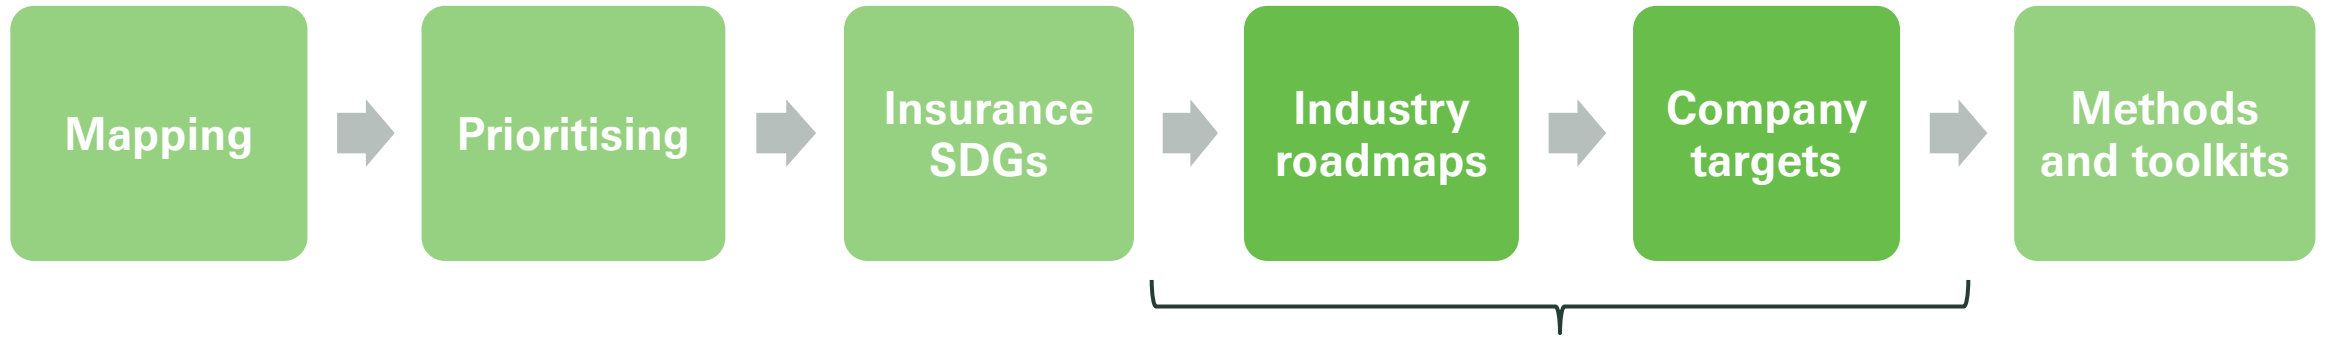 Mapping
Prioritising
Insurance
SDGs
Industry
roadmaps
Company
targets
Methods
and toolkits